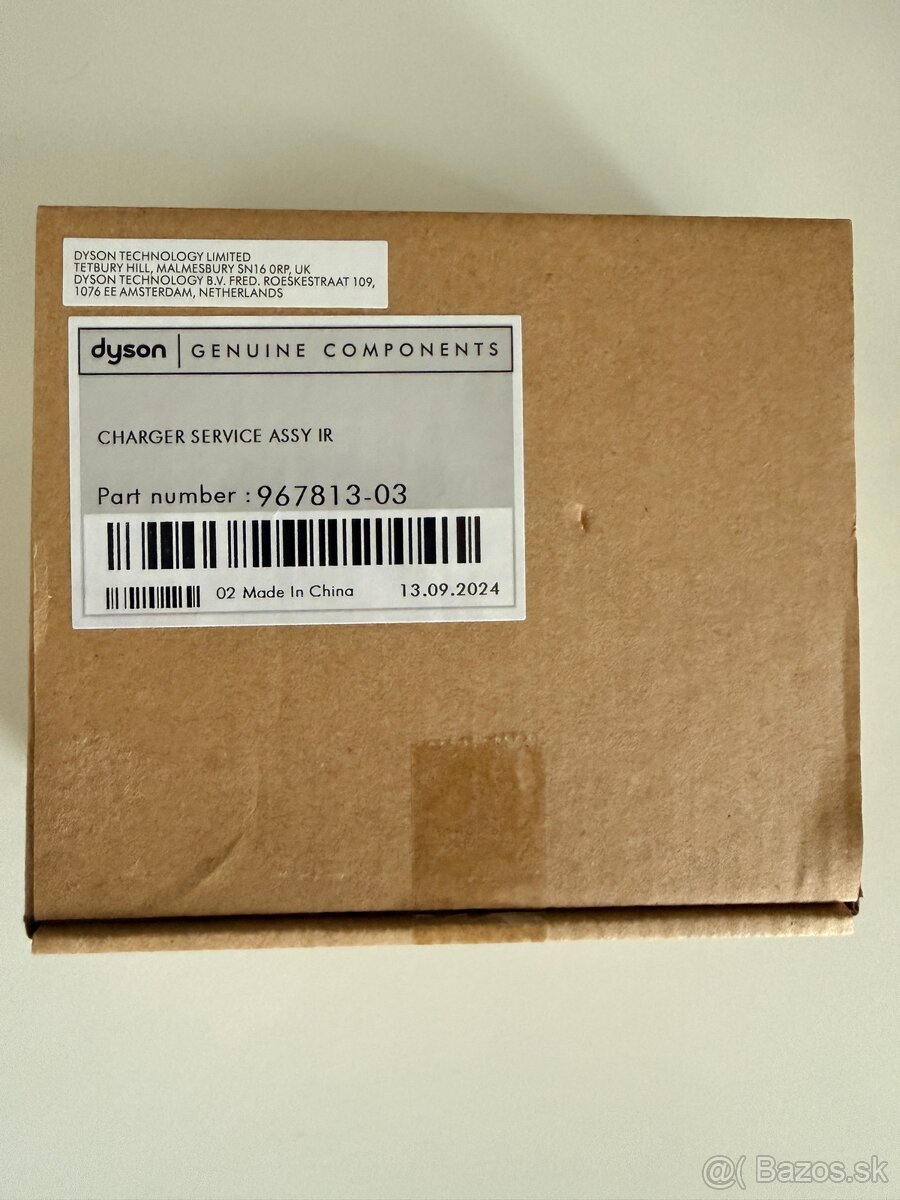 DYSON TECHNOLOGY LIMITED
TETBURY HILL, MALMESBURY SN16 0RP, UK
DYSON TECHNOLOGY B.V. FRED. ROESKESTRAAT 109,
1076 EE AMSTERDAM, NETHERLANDS
dyson | GENUINE COMPONENTS
CHARGER SERVICE ASSY IR
Part number : 967813-03
02 Made In China 13.09.2024
@( Bazos.sk